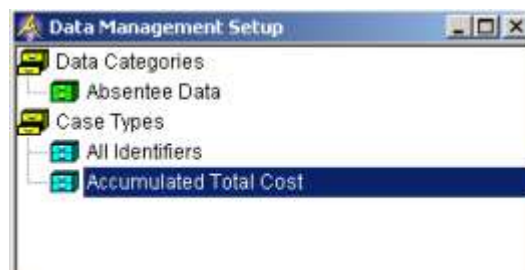 Data Management Setup
Data Categories
Absentee Data
Case Types
All Identifiers
Accumulated Total Cost